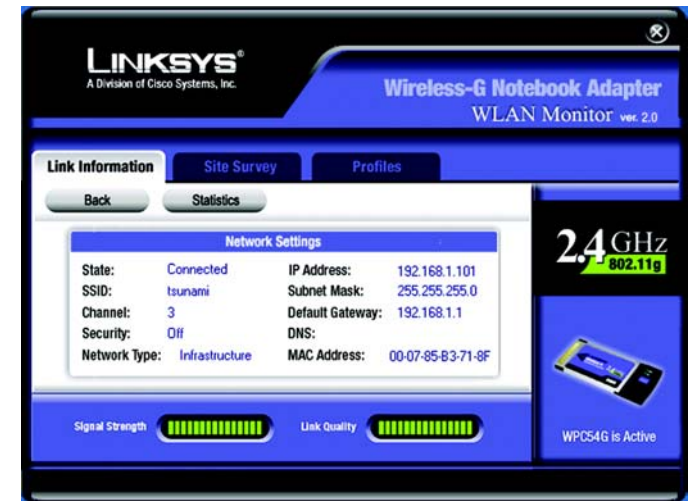 LINKSYS®
A Division of Cisco Systems, Inc.
Wireless-G Notebook Adapter
WLAN Monitor ver. 2.0
Link Information
Site Survey
Profiles
Back
Statistics
Network Settings
State: Connected IP Address: 192.168.1.101
SSID: tsunami Subnet Mask: 255.255.255.0
Channel: 3 Default Gateway: 192.168.1.1
Security: Off DNS:
Network Type: Infrastructure MAC Address: 00-07-85-B3-71-8F
2.4 GHz
802.11g
Signal Strength
Link Quality
WPC54G is Active